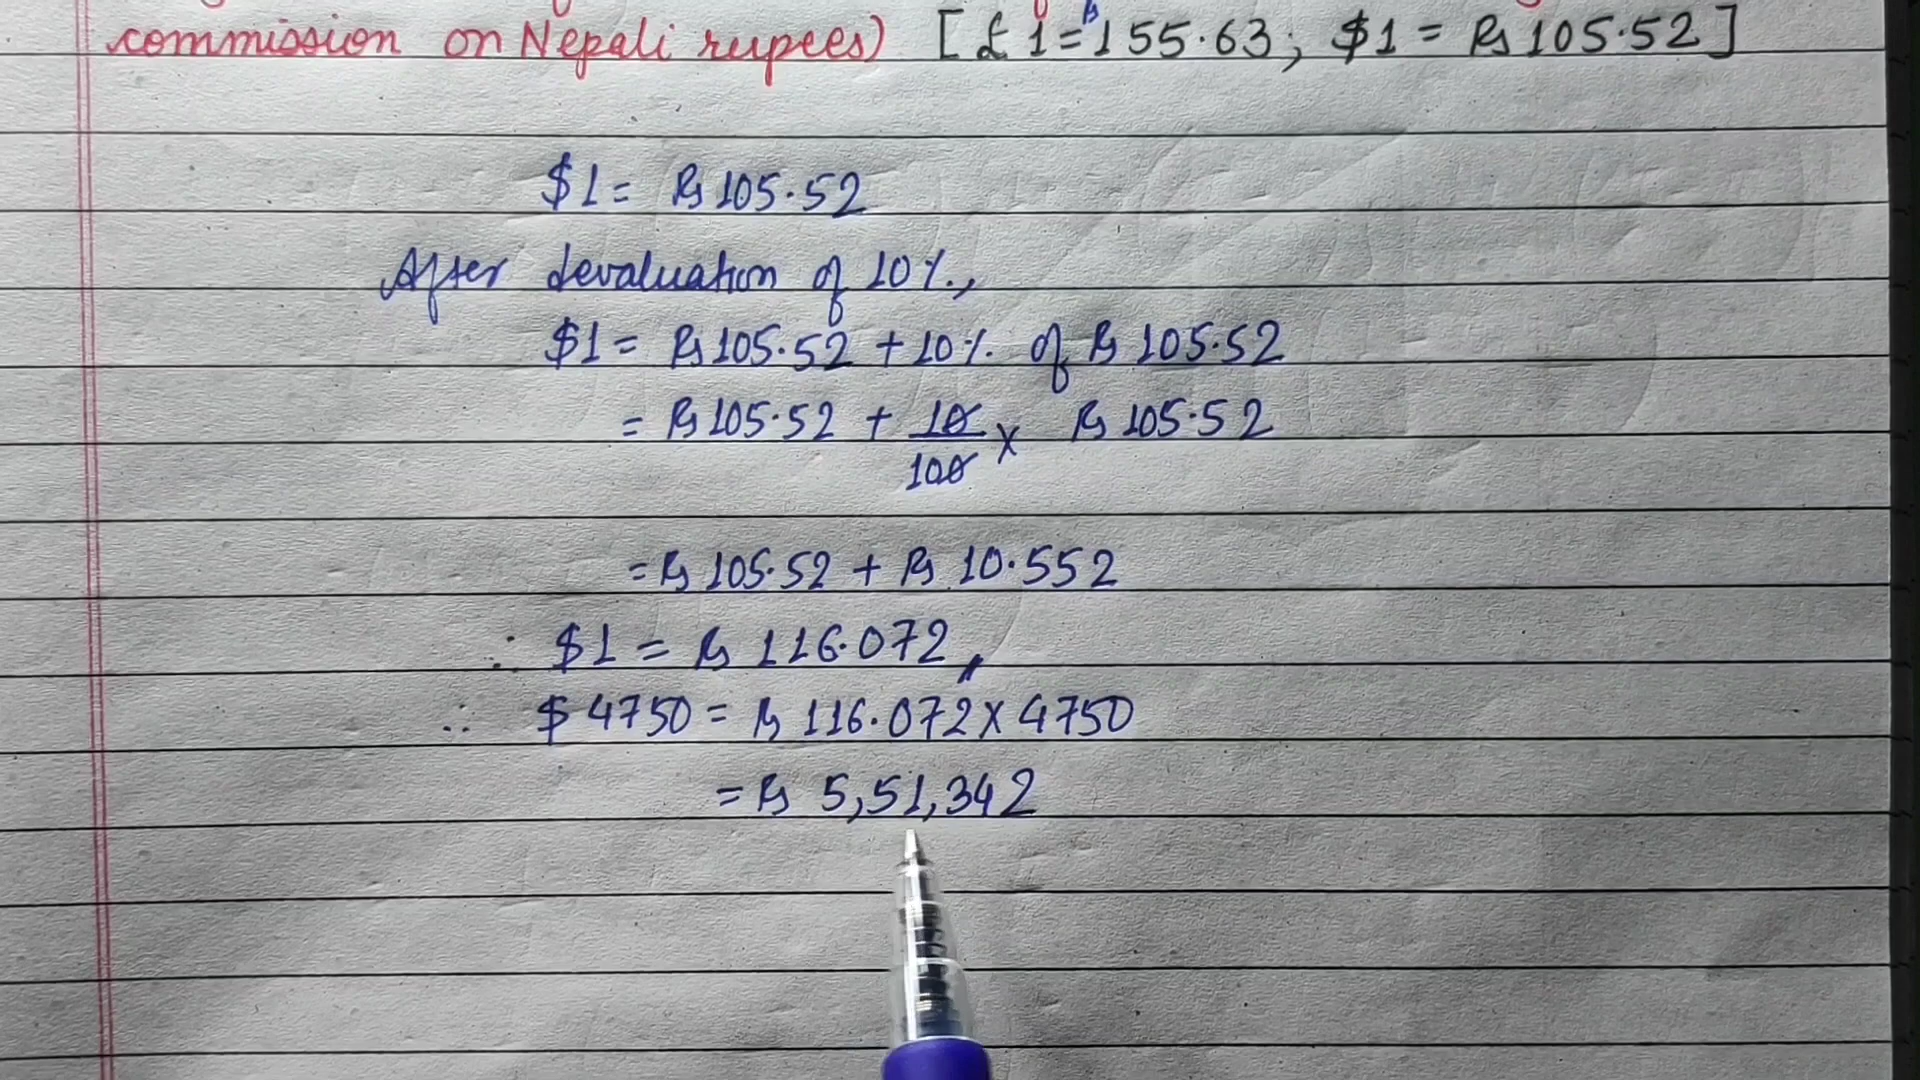 commission on Nepali rupees) [£1=Rs155.63; $1 = Rs 105.52]
$1 = Rs 105.52
After devaluation of 10%.,
$1 = Rs 105.52 + 10% of Rs 105.52
= Rs 105.52 + 10/100 x Rs 105.52
= Rs 105.52 + Rs 10.552
∴ $1 = Rs 116.072
∴ $ 4750 = Rs 116.072 x 4750
= Rs 5,51,342